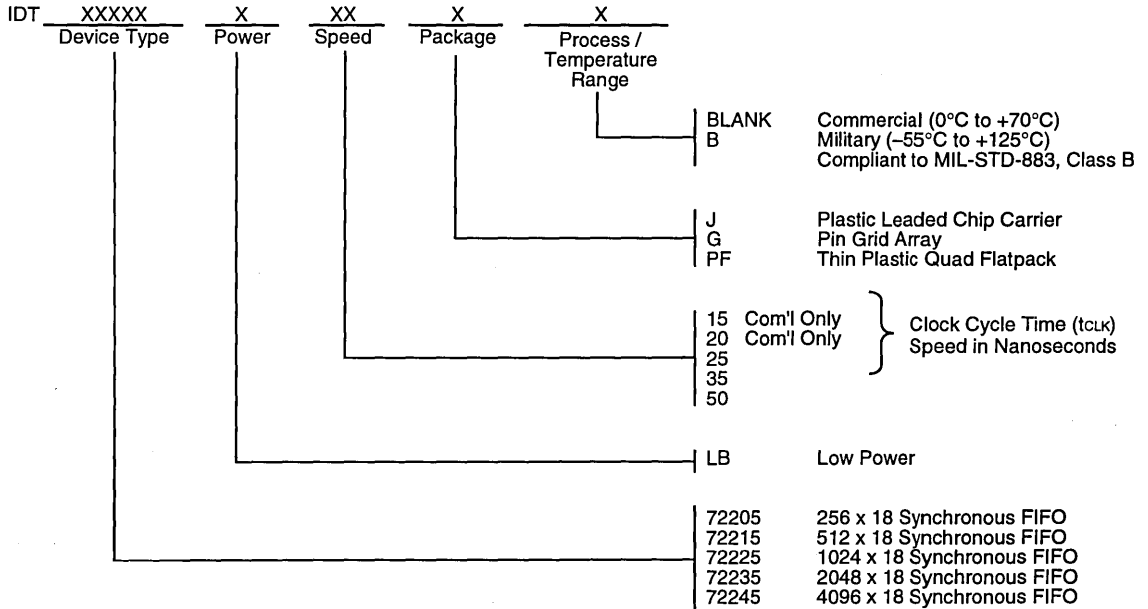 IDT XXXXX X XX X X
Device Type Power Speed Package Process /
Temperature
Range
BLANK Commercial (0°C to +70°C)
B Military (–55°C to +125°C)
Compliant to MIL-STD-883, Class B
J Plastic Leaded Chip Carrier
G Pin Grid Array
PF Thin Plastic Quad Flatpack
15 Com'l Only
20 Com'l Only
25
35
50
Clock Cycle Time (tCLK)
Speed in Nanoseconds
LB Low Power
72205 256 x 18 Synchronous FIFO
72215 512 x 18 Synchronous FIFO
72225 1024 x 18 Synchronous FIFO
72235 2048 x 18 Synchronous FIFO
72245 4096 x 18 Synchronous FIFO